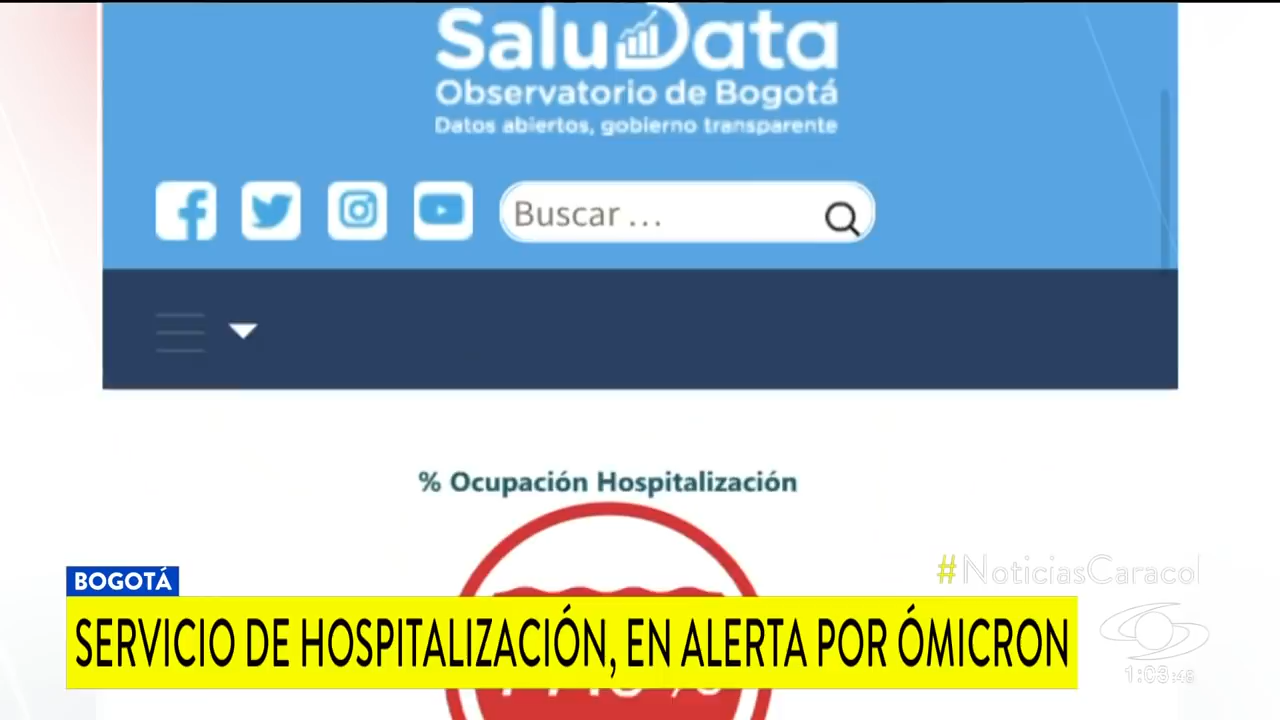 SaluData
Observatorio de Bogotá
Datos abiertos, gobierno transparente
Buscar ...
% Ocupación Hospitalización
#NoticiasCaracol
BOGOTÁ
SERVICIO DE HOSPITALIZACIÓN, EN ALERTA POR ÓMICRON